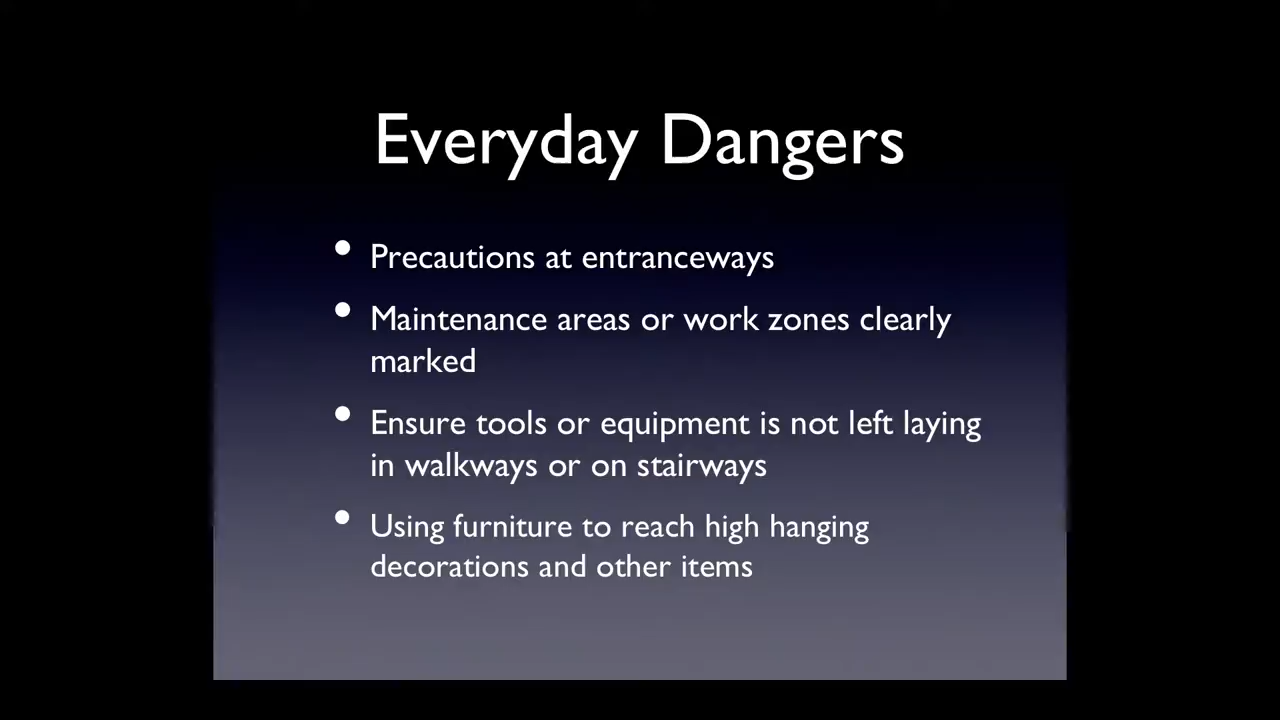 Everyday Dangers
• Precautions at entranceways
• Maintenance areas or work zones clearly
marked
• Ensure tools or equipment is not left laying
in walkways or on stairways
• Using furniture to reach high hanging
decorations and other items